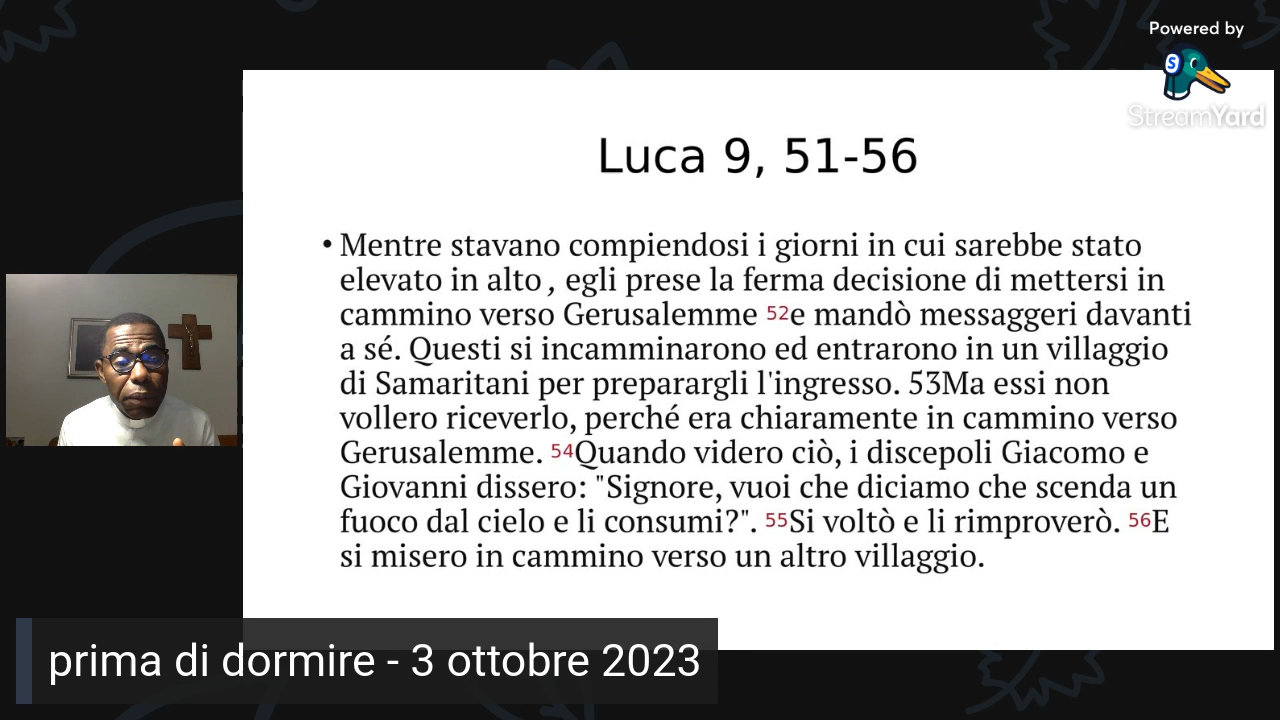 Powered by
StreamYard
Luca 9, 51-56
• Mentre stavano compiendosi i giorni in cui sarebbe stato
elevato in alto , egli prese la ferma decisione di mettersi in
cammino verso Gerusalemme 52e mandò messaggeri davanti
a sé. Questi si incamminarono ed entrarono in un villaggio
di Samaritani per preparargli l'ingresso. 53Ma essi non
vollero riceverlo, perché era chiaramente in cammino verso
Gerusalemme. 54Quando videro ciò, i discepoli Giacomo e
Giovanni dissero: "Signore, vuoi che diciamo che scenda un
fuoco dal cielo e li consumi?". 55Si voltò e li rimproverò. 56E
si misero in cammino verso un altro villaggio.
prima di dormire - 3 ottobre 2023